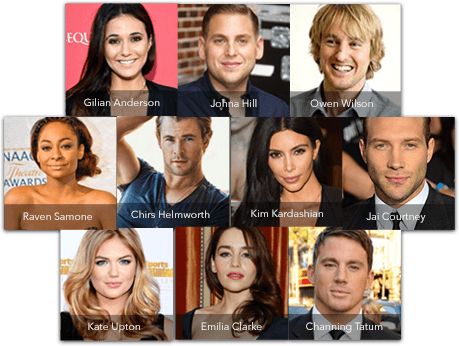 EQU
Gilian Anderson
Johna Hill
Owen Wilson
NAAC
Theatre
AWARDS
Raven Samone
Chirs Helmworth
Kim Kardashian
Jai Courtney
Kate Upton
Emilia Clarke
Channing Tatum